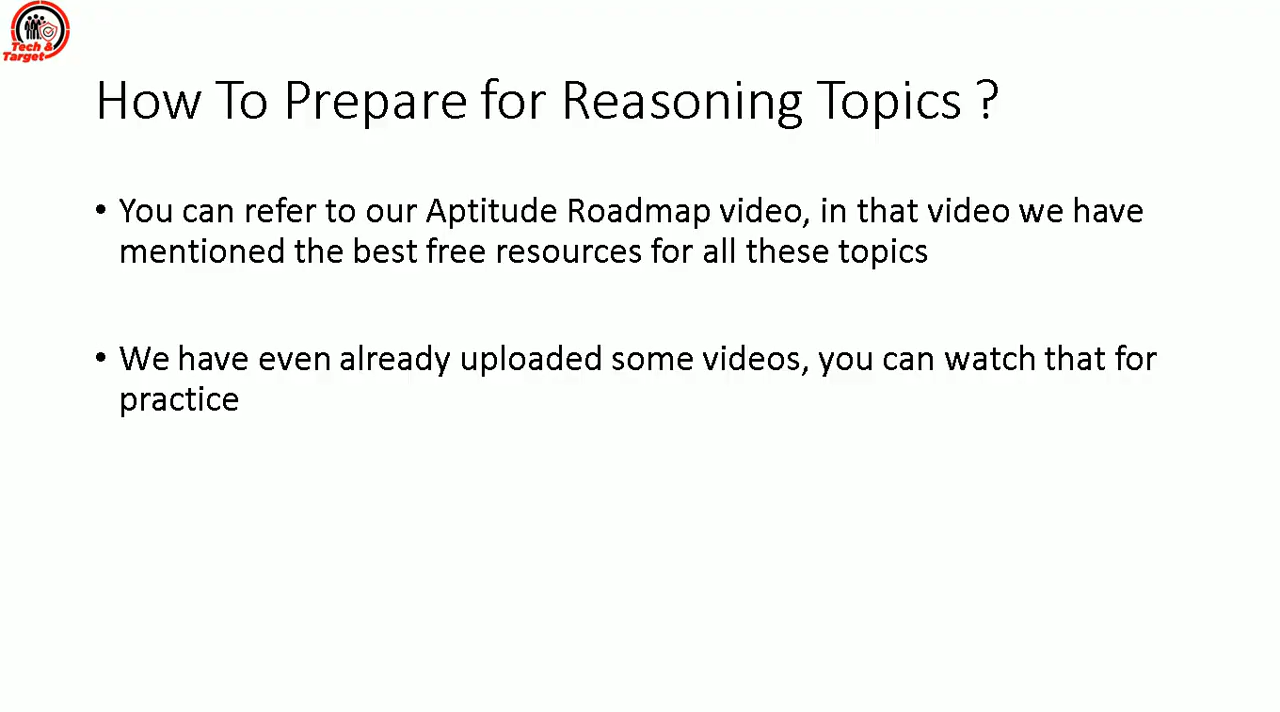 Tech &
Target
How To Prepare for Reasoning Topics ?
• You can refer to our Aptitude Roadmap video, in that video we have
mentioned the best free resources for all these topics
• We have even already uploaded some videos, you can watch that for
practice